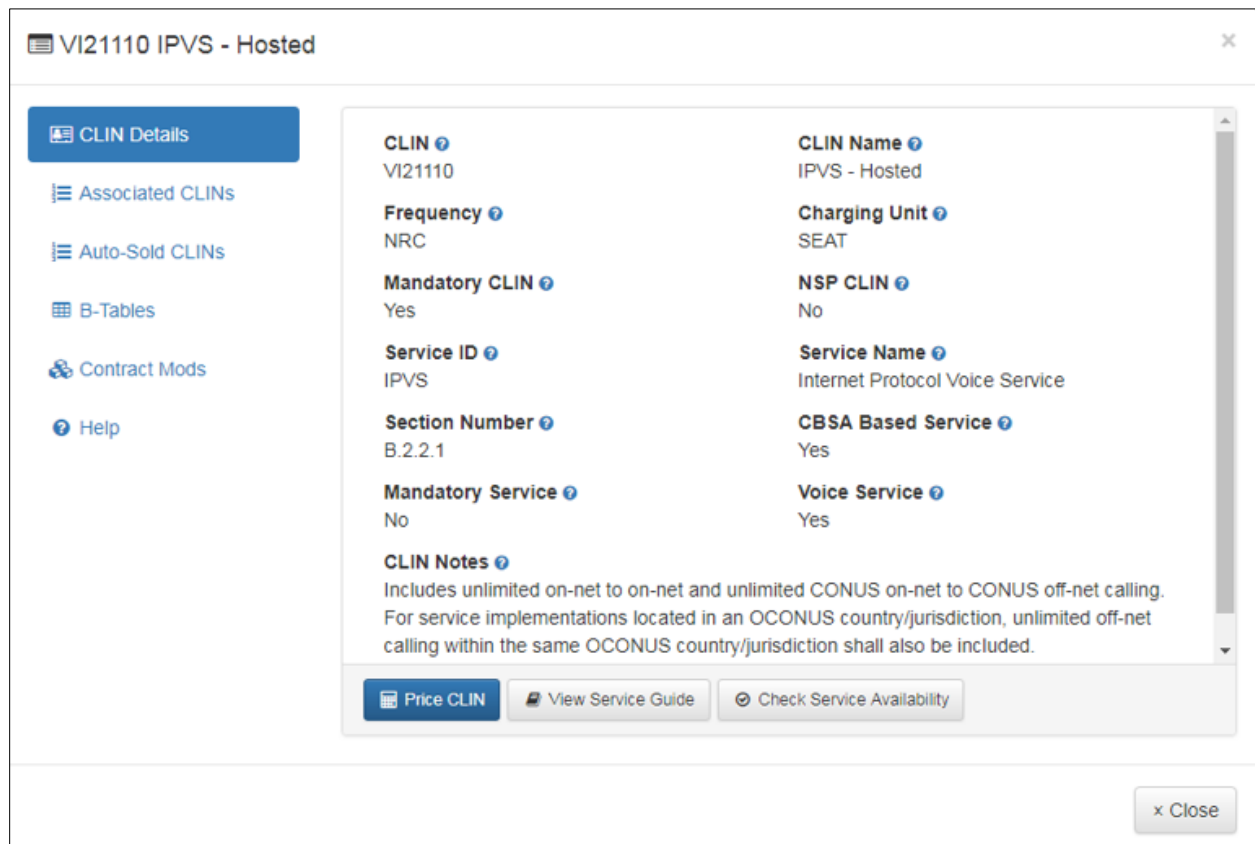 VI21110 IPVS - Hosted
×
CLIN Details
Associated CLINs
Auto-Sold CLINs
B-Tables
Contract Mods
Help
CLIN
VI21110
CLIN Name
IPVS - Hosted
Frequency
NRC
Charging Unit
SEAT
Mandatory CLIN
Yes
NSP CLIN
No
Service ID
IPVS
Service Name
Internet Protocol Voice Service
Section Number
B.2.2.1
CBSA Based Service
Yes
Mandatory Service
No
Voice Service
Yes
CLIN Notes
Includes unlimited on-net to on-net and unlimited CONUS on-net to CONUS off-net calling.
For service implementations located in an OCONUS country/jurisdiction, unlimited off-net
calling within the same OCONUS country/jurisdiction shall also be included.
Price CLIN
View Service Guide
Check Service Availability
× Close